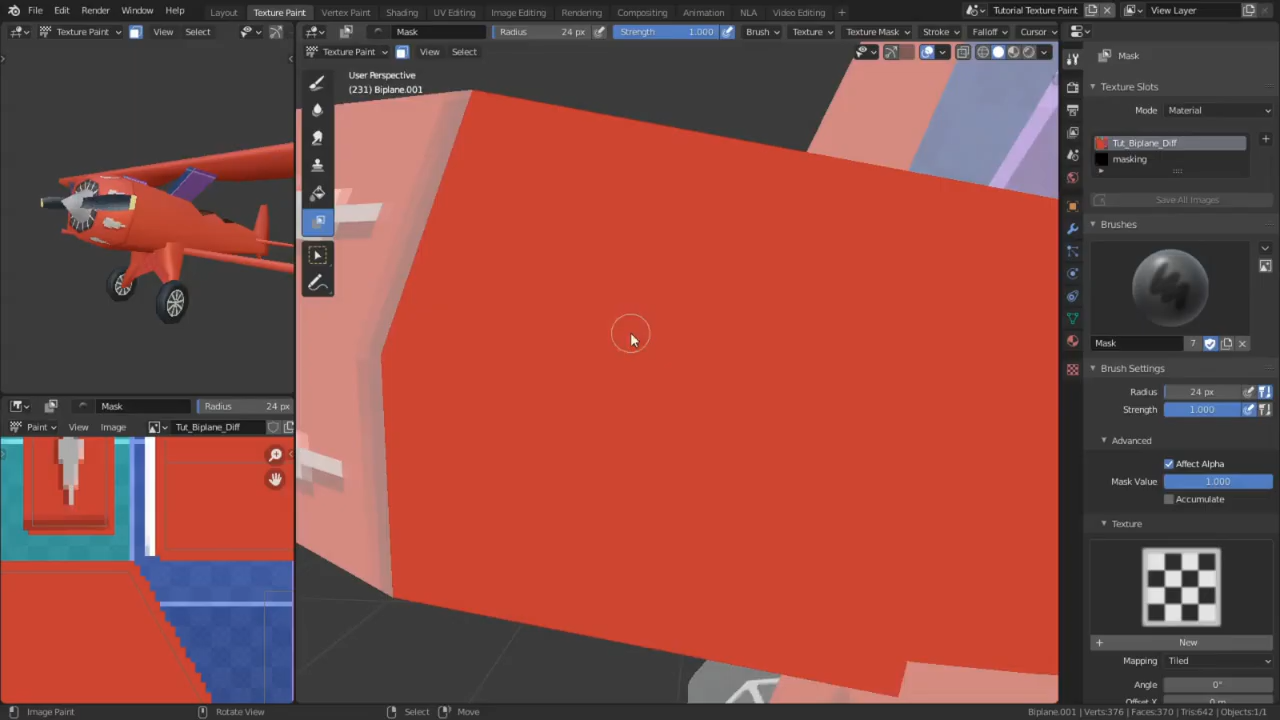 File Edit Render Window Help Layout Texture Paint Shading UV Editing Image Editing Rendering Compositing Animation NLA Video Editing + Tutorial Texture Paint View Layer
Texture Paint View Select Mask Radius 24 px Strength 1.000 Brush Texture Texture Mask Stroke Falloff Cursor
Texture Paint View Select
User Perspective
(231) Biplane.001
Mask
Texture Slots
Mode Material
Tut_Biplane_Diff
masking
Save All Images
Brushes
Mask 7
Brush Settings
Radius 24 px
Strength 1.000
Advanced
Affect Alpha
Mask Value 1.000
Accumulate
Texture
New
Mapping Tiled
Angle 0°
Offset X 0 m
Mask Radius 24 px
Paint View Image Tut_Biplane_Diff
Image Paint Rotate View Select Move Biplane.001 | Verts:376 | Faces:370 | Tris:642 | Objects:1/1